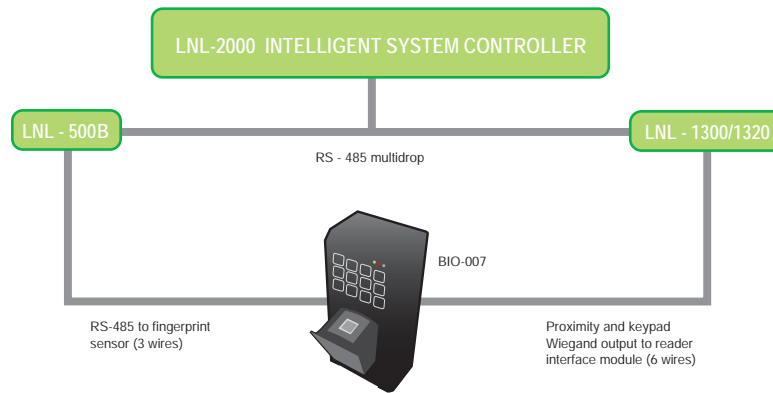 LNL-2000 INTELLIGENT SYSTEM CONTROLLER
LNL - 500B
LNL - 1300/1320
RS - 485 multidrop
BIO-007
RS-485 to fingerprint
sensor (3 wires)
Proximity and keypad
Wiegand output to reader
interface module (6 wires)